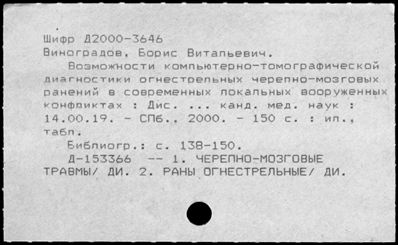 Шифр Д2000-3646
Виноградов, Борис Витальевич.
Возможности компьютерно-томографической
диагностики огнестрельных черепно-мозговых
ранений в современных локальных вооруженных
конфликтах : Дис. ... канд. мед. наук :
14.00.19. - СПб., 2000. - 150 с. : ил.,
табл.
Библиогр.: с. 138-150.
Д-153366 -- 1. ЧЕРЕПНО-МОЗГОВЫЕ
ТРАВМЫ/ ДИ. 2. РАНЫ ОГНЕСТРЕЛЬНЫЕ/ ДИ.